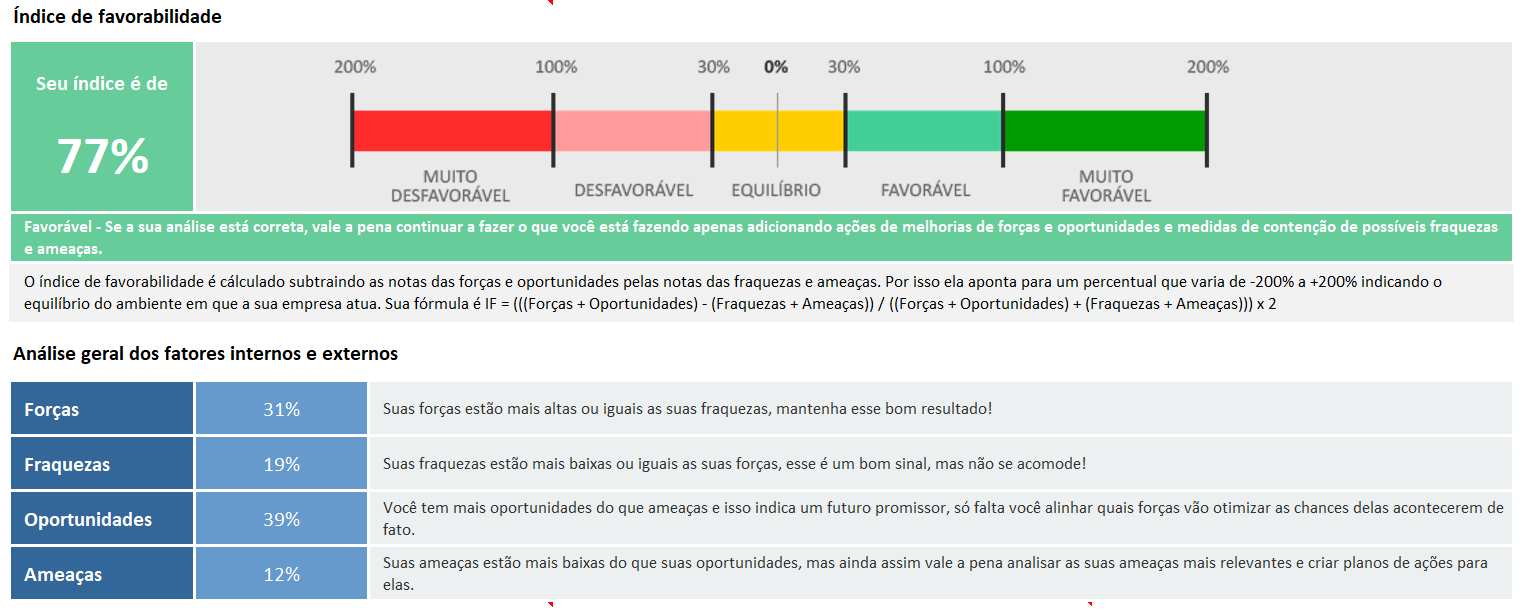 Índice de favorabilidade
Seu índice é de
77%
200% 100% 30% 0% 30% 100% 200%
MUITO DESFAVORÁVEL
DESFAVORÁVEL
EQUILÍBRIO
FAVORÁVEL
MUITO FAVORÁVEL
Favorável - Se a sua análise está correta, vale a pena continuar a fazer o que você está fazendo apenas adicionando ações de melhorias de forças e oportunidades e medidas de contenção de possíveis fraquezas
e ameaças.
O índice de favorabilidade é cálculado subtraindo as notas das forças e oportunidades pelas notas das fraquezas e ameaças. Por isso ela aponta para um percentual que varia de -200% a +200% indicando o
equilíbrio do ambiente em que a sua empresa atua. Sua fórmula é IF = (((Forças + Oportunidades) - (Fraquezas + Ameaças)) / ((Forças + Oportunidades) + (Fraquezas + Ameaças))) x 2
Análise geral dos fatores internos e externos
Forças 31% Suas forças estão mais altas ou iguais as suas fraquezas, mantenha esse bom resultado!
Fraquezas 19% Suas fraquezas estão mais baixas ou iguais as suas forças, esse é um bom sinal, mas não se acomode!
Oportunidades 39% Você tem mais oportunidades do que ameaças e isso indica um futuro promissor, só falta você alinhar quais forças vão otimizar as chances delas acontecerem de
fato.
Ameaças 12% Suas ameaças estão mais baixas do que suas oportunidades, mas ainda assim vale a pena analisar as suas ameaças mais relevantes e criar planos de ações para
elas.